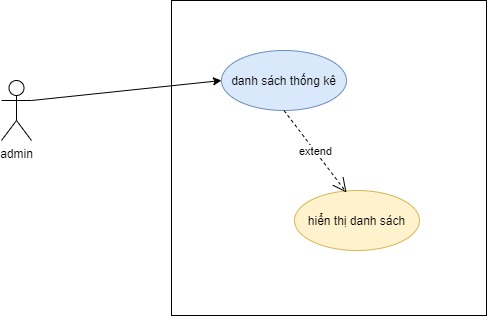 danh sách thống kê
extend
admin
hiển thị danh sách